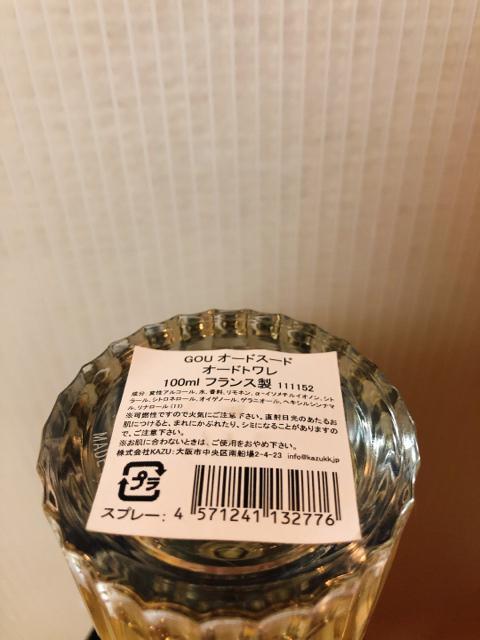 GOU オードスード
オードトワレ
100ml フランス製 111152
成分 変性アルコール、水、香料、リモネン、α-イソメチルイオノン、シト
ラール、シトロネロール、オイゲノール、ゲラニオール、ヘキシルシンナマ
ル、リナロール (11)
※可燃性ですので火気にご注意下さい。直射日光のあたるお
肌につけると、まれにかぶれたり、シミになることがありますの
で、ご注意下さい。
※お肌に合わないときは、ご使用をおやめ下さい。
株式会社KAZU:大阪市中央区南船場2-4-23 info@kazukk.jp
プラ
スプレー: 4 571241 132776
MADE